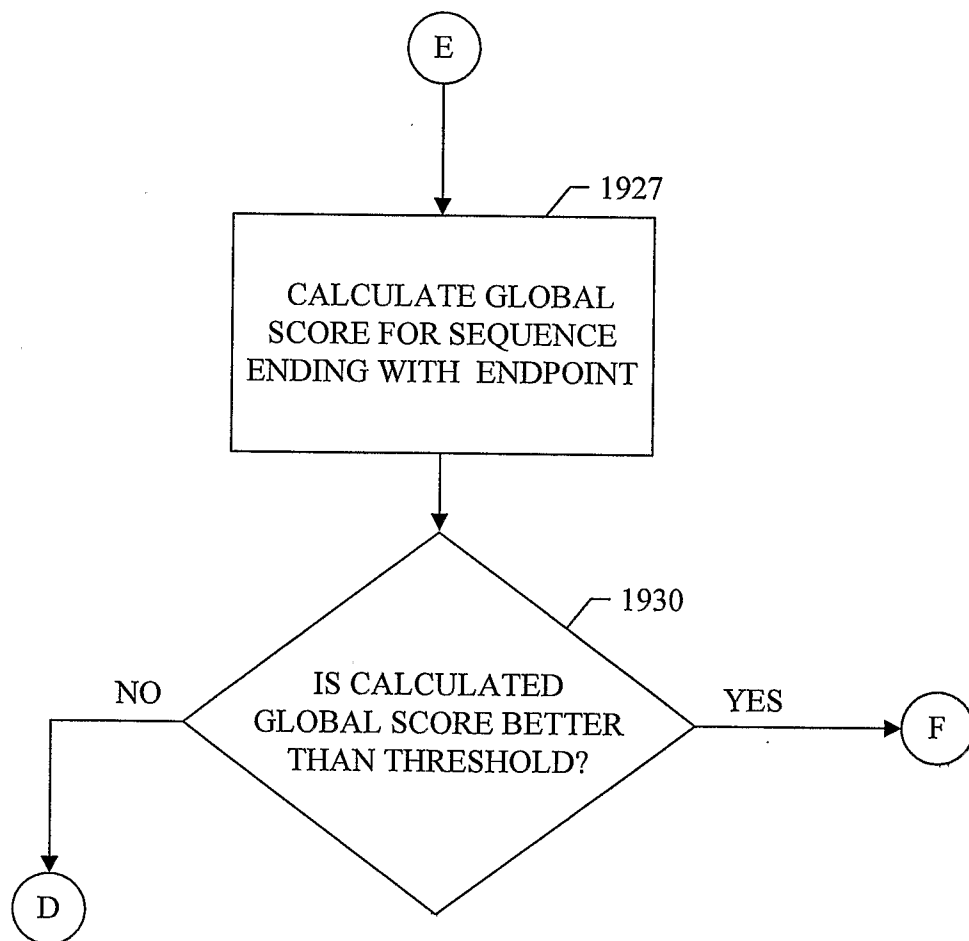 E
1927
CALCULATE GLOBAL
SCORE FOR SEQUENCE
ENDING WITH ENDPOINT
1930
IS CALCULATED
GLOBAL SCORE BETTER
THAN THRESHOLD?
NO
YES
F
D